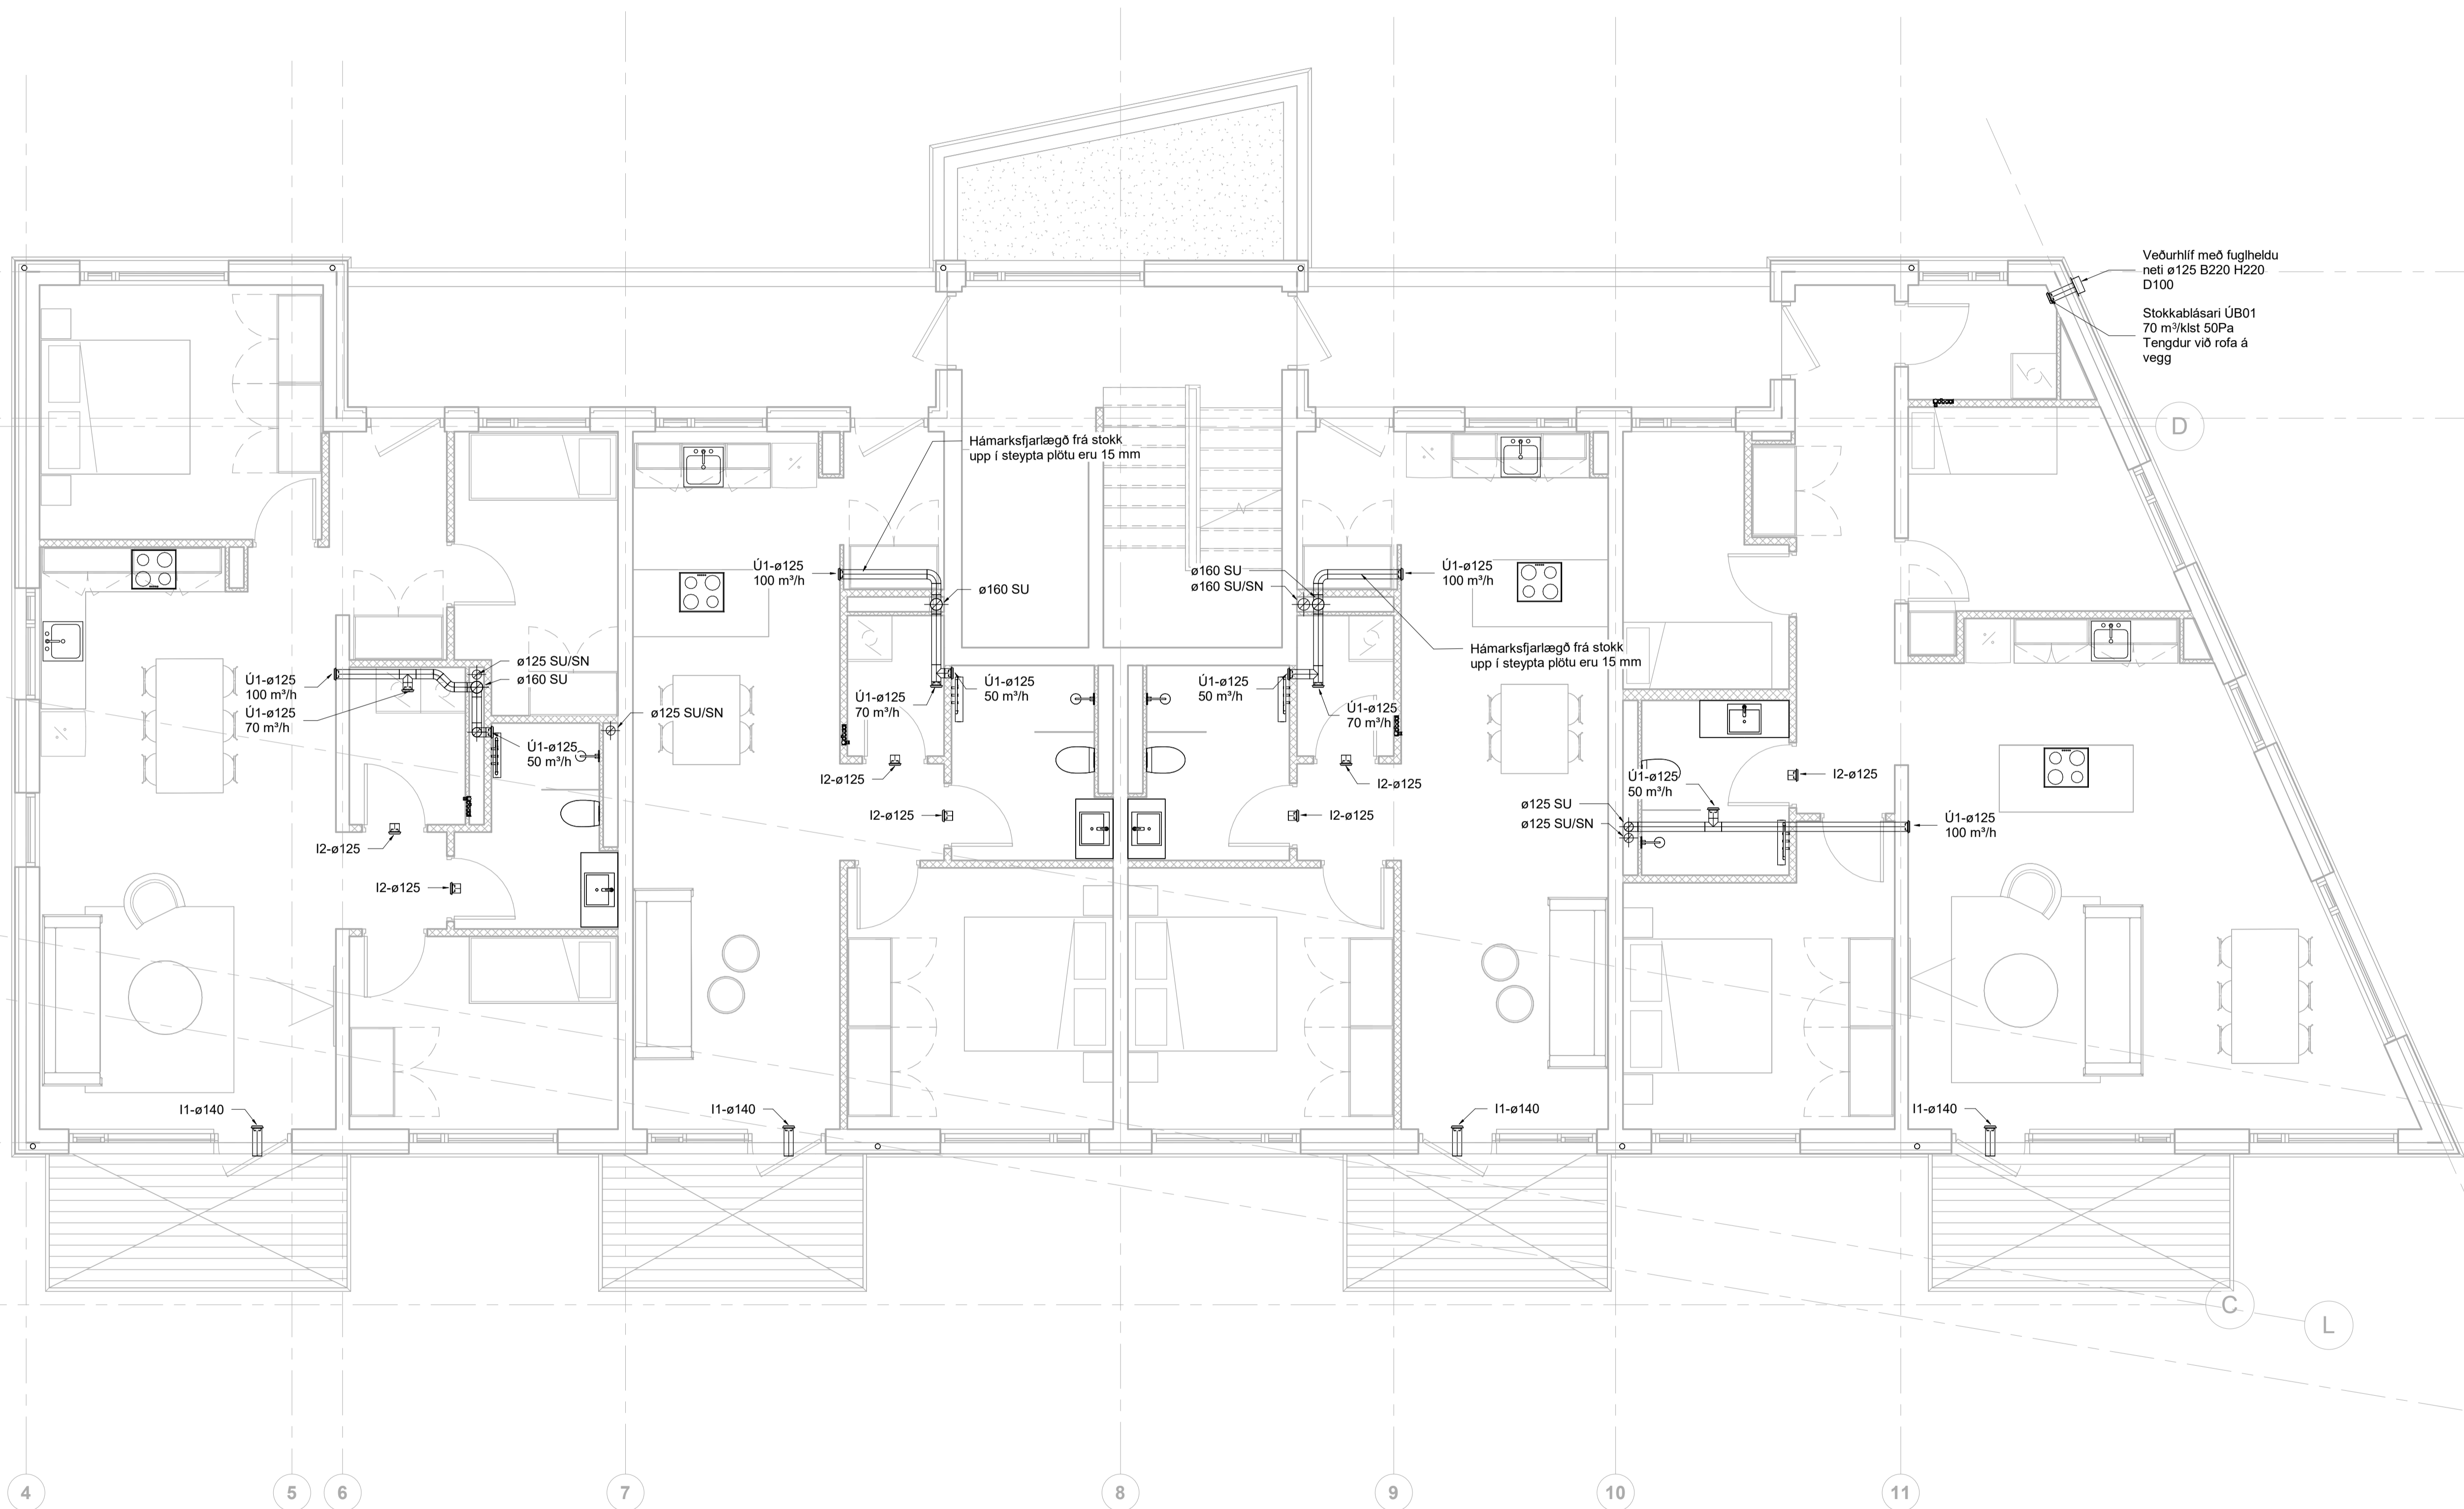 Veðurhlíf með fuglheldu
neti ø125 B220 H220
D100
Stokkablásari ÚB01
70 m³/klst 50Pa
Tengdur við rofa á
vegg
D
Hámarksfjarlægð frá stokk
upp í steypta plötu eru 15 mm
Ú1-ø125
100 m³/h
ø160 SU
ø160 SU
ø160 SU/SN
Ú1-ø125
100 m³/h
Hámarksfjarlægð frá stokk
upp í steypta plötu eru 15 mm
ø125 SU/SN
ø160 SU
Ú1-ø125
100 m³/h
Ú1-ø125
70 m³/h
ø125 SU/SN
Ú1-ø125
50 m³/h
Ú1-ø125
70 m³/h
Ú1-ø125
50 m³/h
Ú1-ø125
50 m³/h
Ú1-ø125
70 m³/h
I2-ø125
I2-ø125
I2-ø125
I2-ø125
I2-ø125
I2-ø125
Ú1-ø125
50 m³/h
I2-ø125
ø125 SU
ø125 SU/SN
Ú1-ø125
100 m³/h
I1-ø140
I1-ø140
I1-ø140
I1-ø140
C
L
4
5
6
7
8
9
10
11